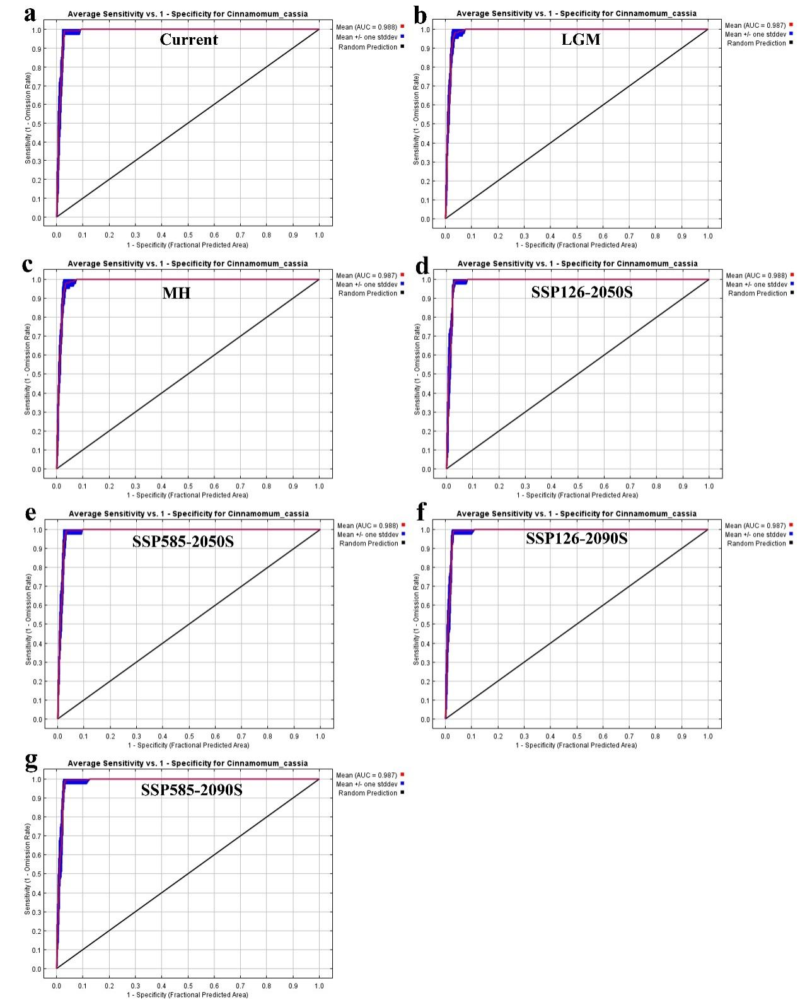 a
Average Sensitivity vs. 1 - Specificity for Cinnamomum_cassia
Current
Mean (AUC = 0.988)
Mean +/- one stddev
Random Prediction
Sensitivity (1 - Omission Rate)
1.0
0.9
0.8
0.7
0.6
0.5
0.4
0.3
0.2
0.1
0.0
0.0 0.1 0.2 0.3 0.4 0.5 0.6 0.7 0.8 0.9 1.0
1 - Specificity (Fractional Predicted Area)
b
Average Sensitivity vs. 1 - Specificity for Cinnamomum_cassia
LGM
Mean (AUC = 0.987)
Mean +/- one stddev
Random Prediction
Sensitivity (1 - Omission Rate)
1.0
0.9
0.8
0.7
0.6
0.5
0.4
0.3
0.2
0.1
0.0
0.0 0.1 0.2 0.3 0.4 0.5 0.6 0.7 0.8 0.9 1.0
1 - Specificity (Fractional Predicted Area)
c
Average Sensitivity vs. 1 - Specificity for Cinnamomum_cassia
MH
Mean (AUC = 0.987)
Mean +/- one stddev
Random Prediction
Sensitivity (1 - Omission Rate)
1.0
0.9
0.8
0.7
0.6
0.5
0.4
0.3
0.2
0.1
0.0
0.0 0.1 0.2 0.3 0.4 0.5 0.6 0.7 0.8 0.9 1.0
1 - Specificity (Fractional Predicted Area)
d
Average Sensitivity vs. 1 - Specificity for Cinnamomum_cassia
SSP126-2050S
Mean (AUC = 0.988)
Mean +/- one stddev
Random Prediction
Sensitivity (1 - Omission Rate)
1.0
0.9
0.8
0.7
0.6
0.5
0.4
0.3
0.2
0.1
0.0
0.0 0.1 0.2 0.3 0.4 0.5 0.6 0.7 0.8 0.9 1.0
1 - Specificity (Fractional Predicted Area)
e
Average Sensitivity vs. 1 - Specificity for Cinnamomum_cassia
SSP585-2050S
Mean (AUC = 0.988)
Mean +/- one stddev
Random Prediction
Sensitivity (1 - Omission Rate)
1.0
0.9
0.8
0.7
0.6
0.5
0.4
0.3
0.2
0.1
0.0
0.0 0.1 0.2 0.3 0.4 0.5 0.6 0.7 0.8 0.9 1.0
1 - Specificity (Fractional Predicted Area)
f
Average Sensitivity vs. 1 - Specificity for Cinnamomum_cassia
SSP126-2090S
Mean (AUC = 0.987)
Mean +/- one stddev
Random Prediction
Sensitivity (1 - Omission Rate)
1.0
0.9
0.8
0.7
0.6
0.5
0.4
0.3
0.2
0.1
0.0
0.0 0.1 0.2 0.3 0.4 0.5 0.6 0.7 0.8 0.9 1.0
1 - Specificity (Fractional Predicted Area)
g
Average Sensitivity vs. 1 - Specificity for Cinnamomum_cassia
SSP585-2090S
Mean (AUC = 0.987)
Mean +/- one stddev
Random Prediction
Sensitivity (1 - Omission Rate)
1.0
0.9
0.8
0.7
0.6
0.5
0.4
0.3
0.2
0.1
0.0
0.0 0.1 0.2 0.3 0.4 0.5 0.6 0.7 0.8 0.9 1.0
1 - Specificity (Fractional Predicted Area)